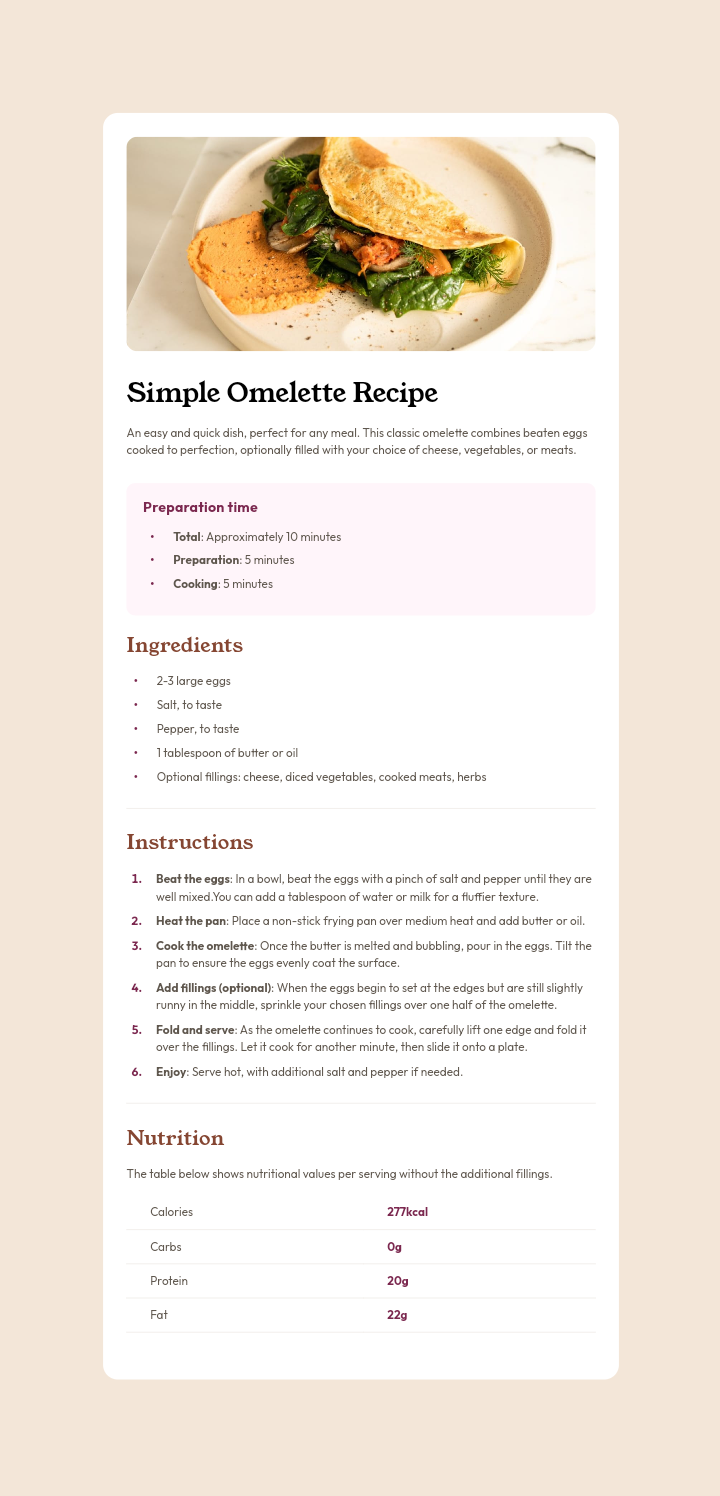 Simple Omelette Recipe
An easy and quick dish, perfect for any meal. This classic omelette combines beaten eggs
cooked to perfection, optionally filled with your choice of cheese, vegetables, or meats.
Preparation time
• Total: Approximately 10 minutes
• Preparation: 5 minutes
• Cooking: 5 minutes
Ingredients
• 2-3 large eggs
• Salt, to taste
• Pepper, to taste
• 1 tablespoon of butter or oil
• Optional fillings: cheese, diced vegetables, cooked meats, herbs
Instructions
1. Beat the eggs: In a bowl, beat the eggs with a pinch of salt and pepper until they are
well mixed.You can add a tablespoon of water or milk for a fluffier texture.
2. Heat the pan: Place a non-stick frying pan over medium heat and add butter or oil.
3. Cook the omelette: Once the butter is melted and bubbling, pour in the eggs. Tilt the
pan to ensure the eggs evenly coat the surface.
4. Add fillings (optional): When the eggs begin to set at the edges but are still slightly
runny in the middle, sprinkle your chosen fillings over one half of the omelette.
5. Fold and serve: As the omelette continues to cook, carefully lift one edge and fold it
over the fillings. Let it cook for another minute, then slide it onto a plate.
6. Enjoy: Serve hot, with additional salt and pepper if needed.
Nutrition
The table below shows nutritional values per serving without the additional fillings.
Calories 277kcal
Carbs 0g
Protein 20g
Fat 22g